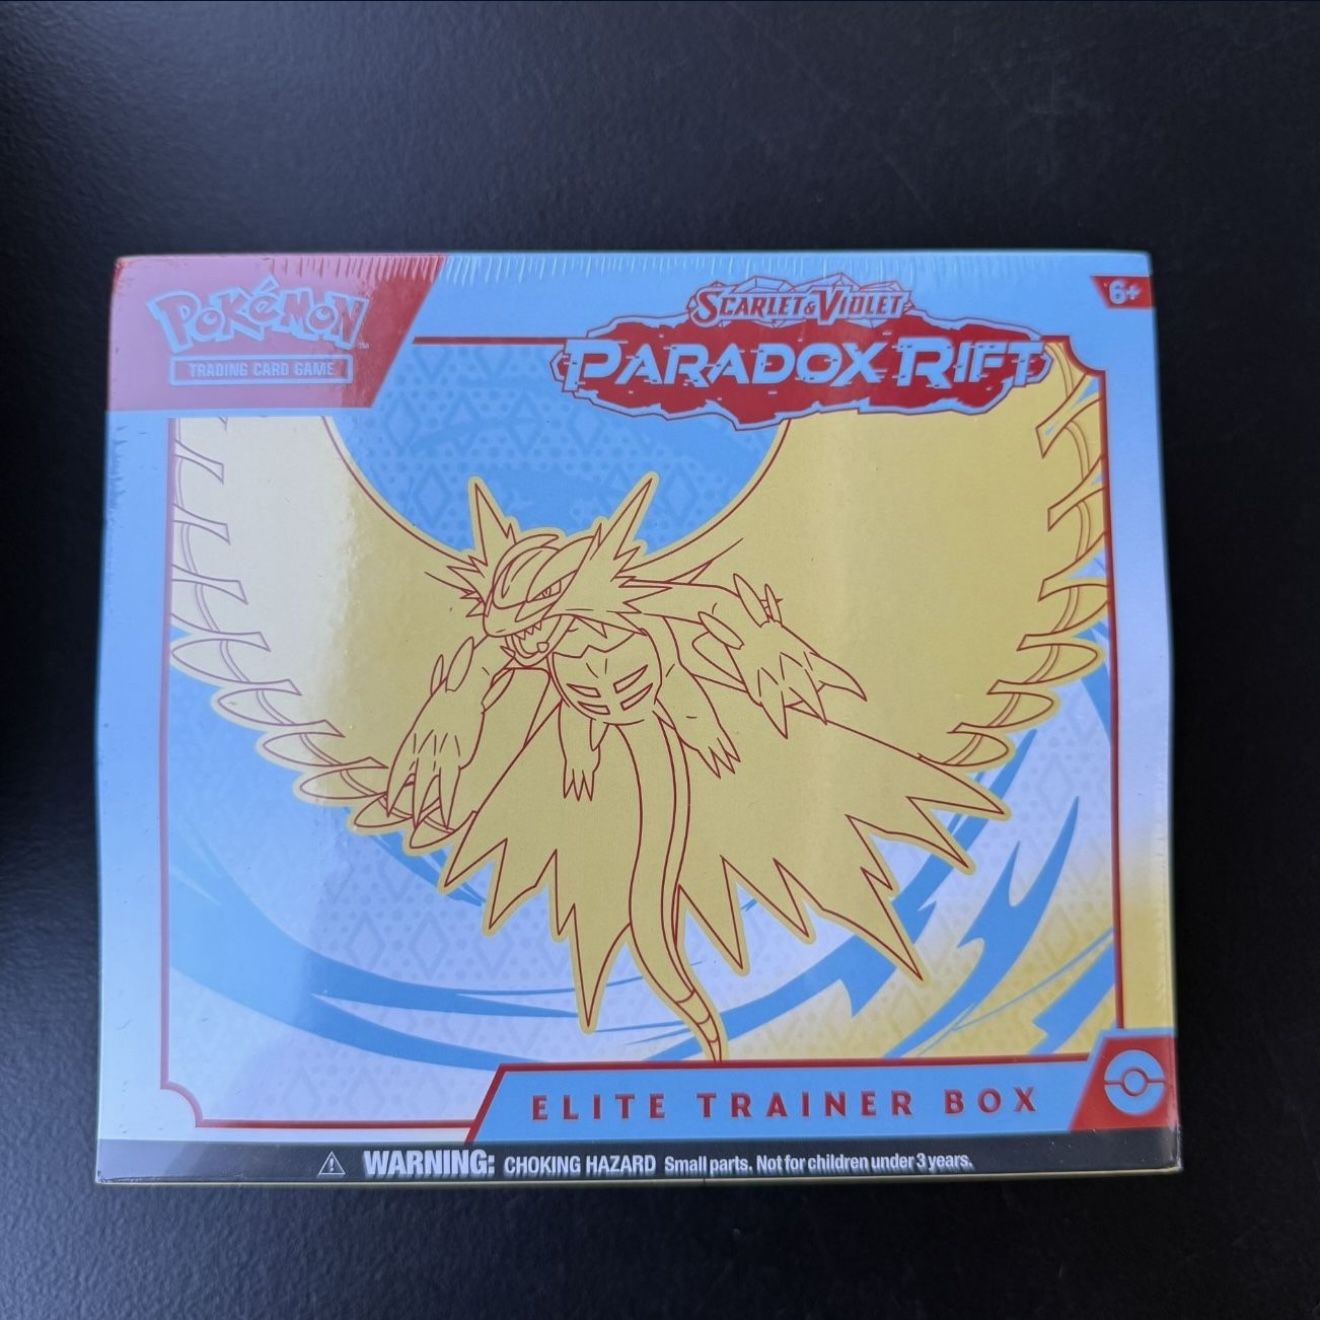 POKÉMON
TRADING CARD GAME
SCARLET & VIOLET
PARADOX RIFT
6+
ELITE TRAINER BOX
WARNING: CHOKING HAZARD Small parts. Not for children under 3 years.